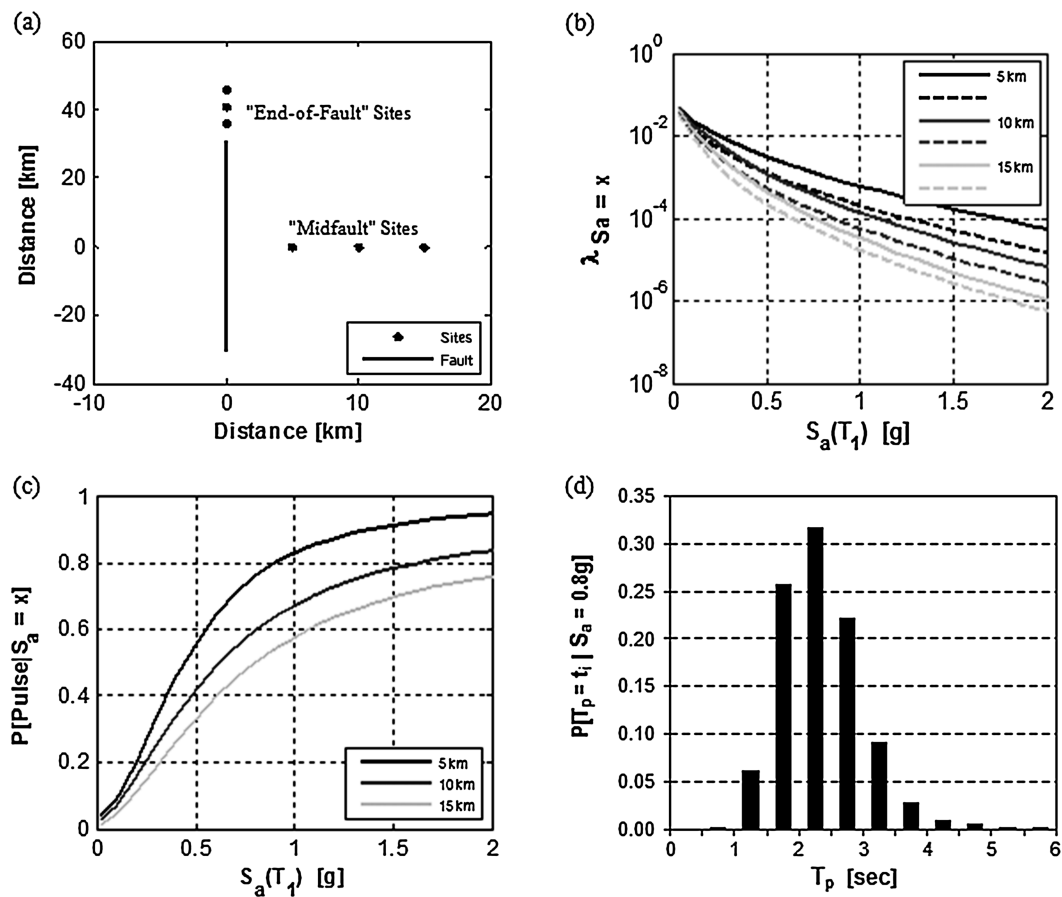 (a)
60
40
20
0
-20
-40
-10
0
10
20
Distance [km]
Distance [km]
"End-of-Fault" Sites
"Midfault" Sites
Sites
Fault
(b)
10^0
10^-2
10^-4
10^-6
10^-8
0
0.5
1
1.5
2
λ Sa = x
Sa(T1) [g]
5 km
10 km
15 km
(c)
1
0.8
0.6
0.4
0.2
0
0
0.5
1
1.5
2
P[Pulse|Sa = x]
Sa(T1) [g]
5 km
10 km
15 km
(d)
0.35
0.30
0.25
0.20
0.15
0.10
0.05
0.00
0
1
2
3
4
5
6
P[Tp = ti | Sa = 0.8g]
Tp [sec]